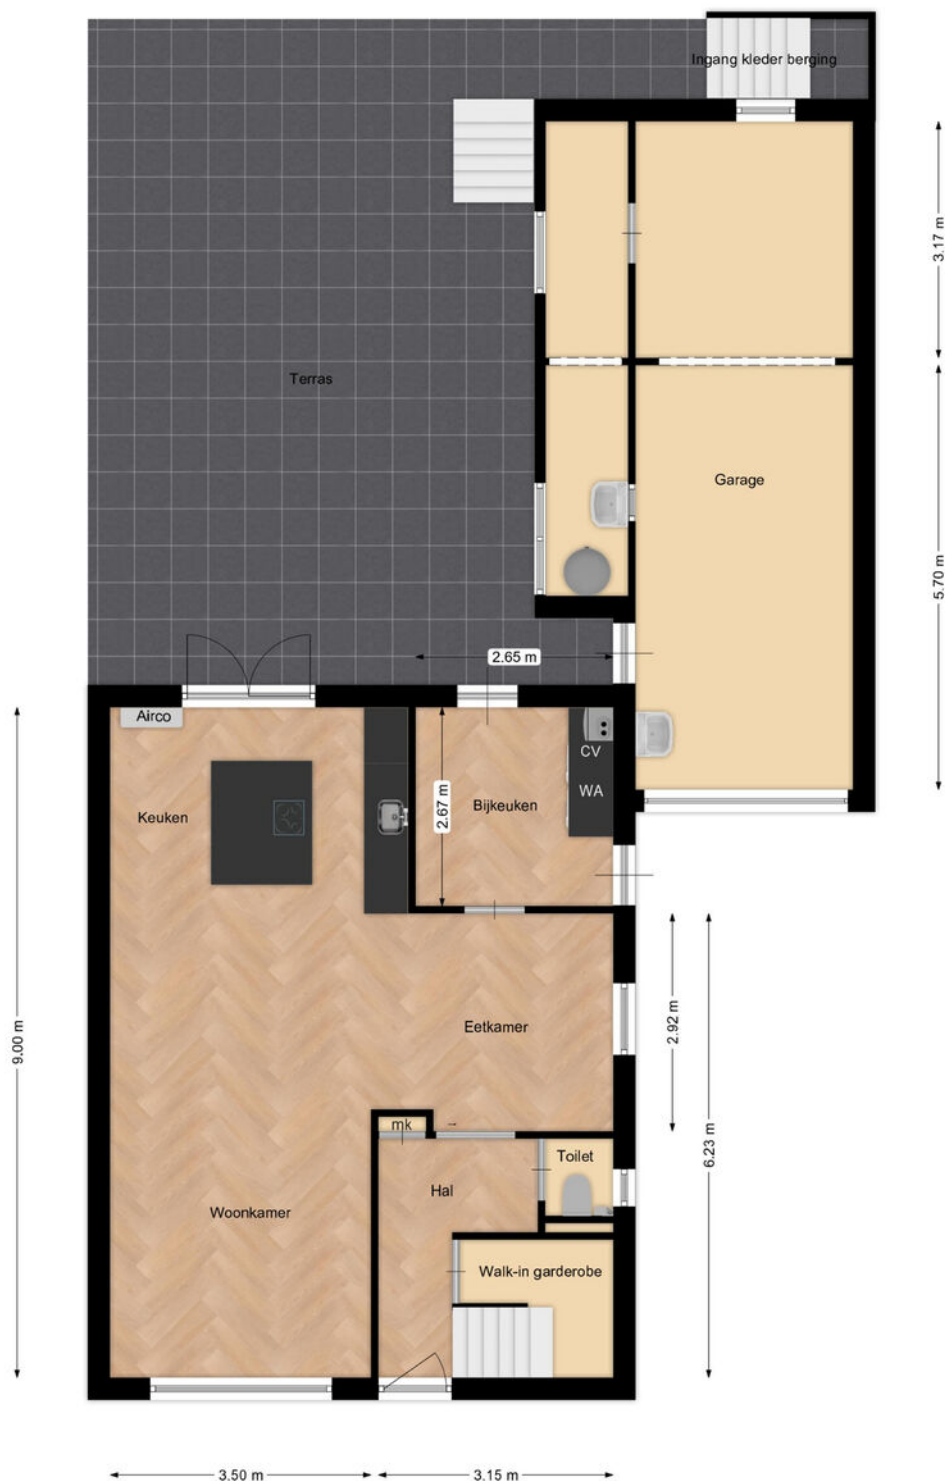 Ingang kleder berging
3.17 m
Terras
Garage
5.70 m
2.65 m
Airco
CV
WA
2.67 m
Bijkeuken
Keuken
9.00 m
Eetkamer
2.92 m
6.23 m
mk
Toilet
Hal
Woonkamer
Walk-in garderobe
3.50 m
3.15 m